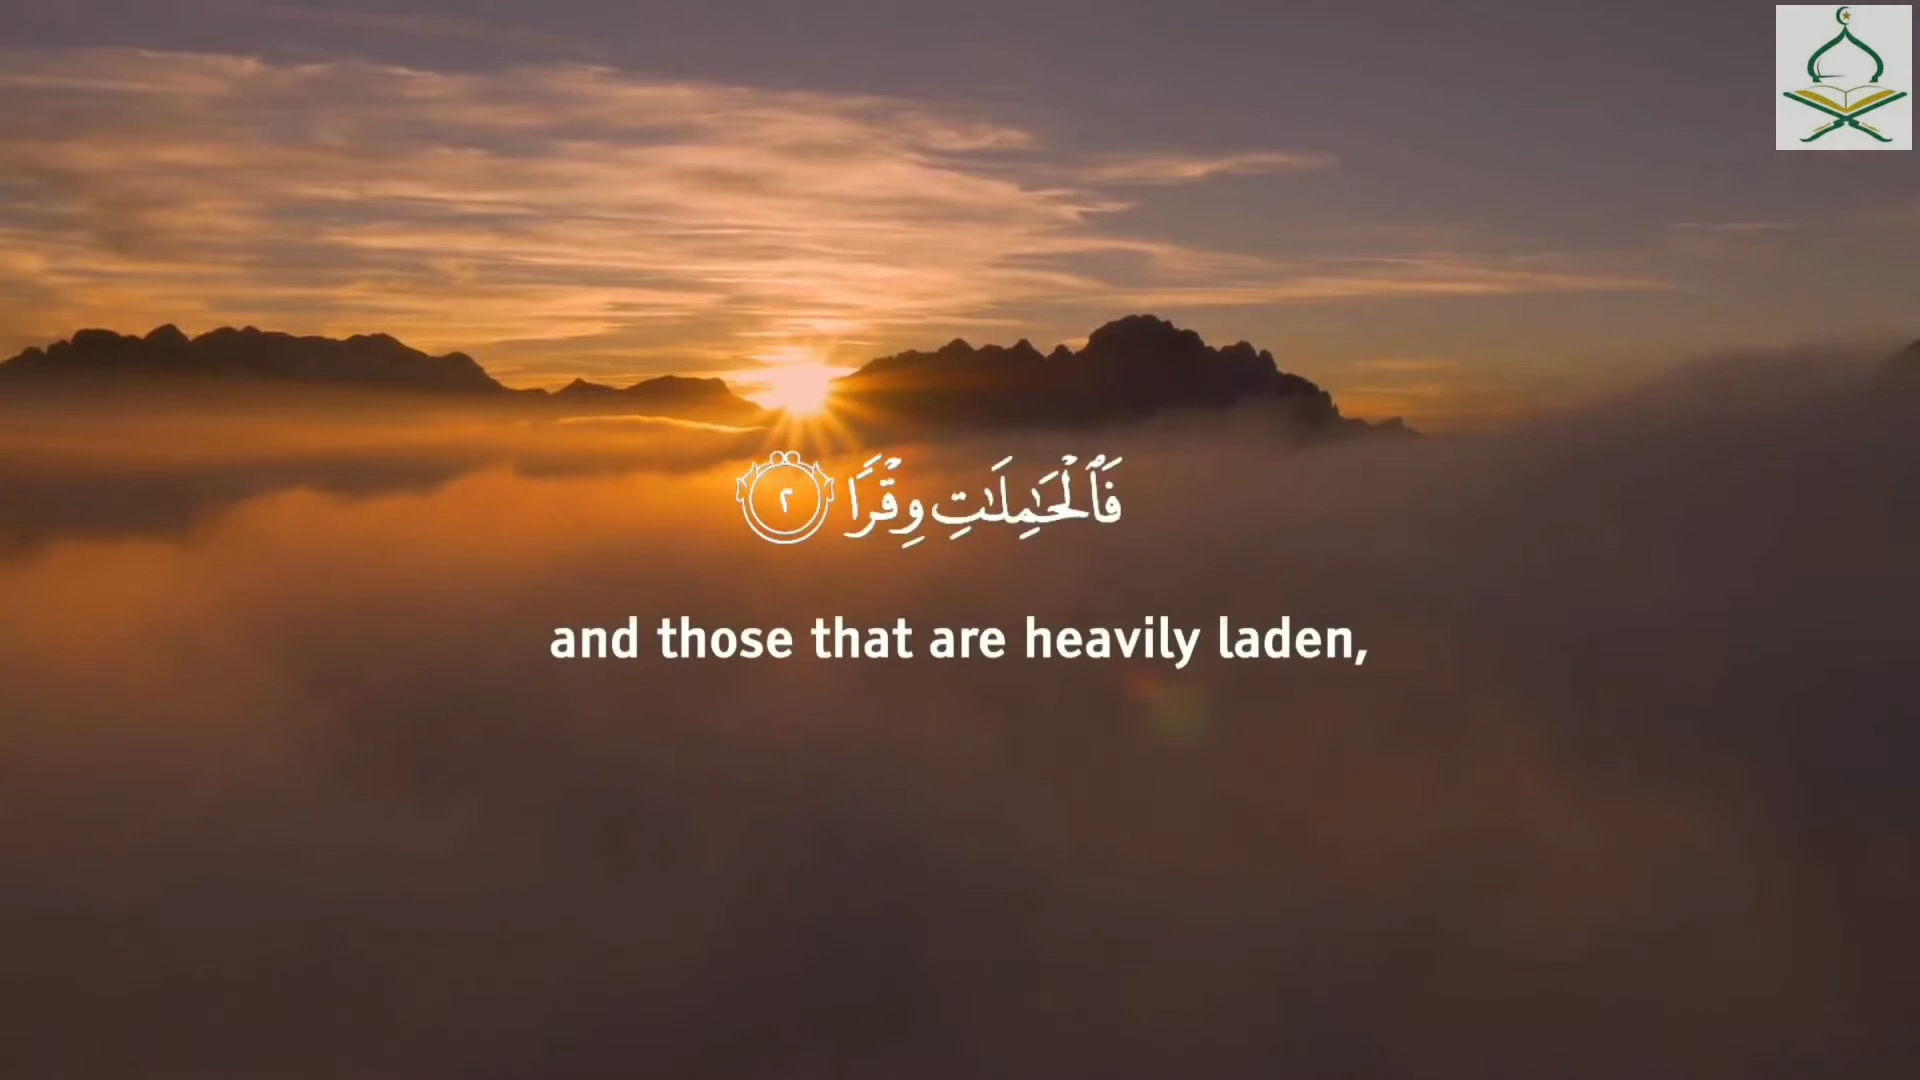 فَٱلْحَٰمِلَٰتِ وِقْرًا ٢
and those that are heavily laden,